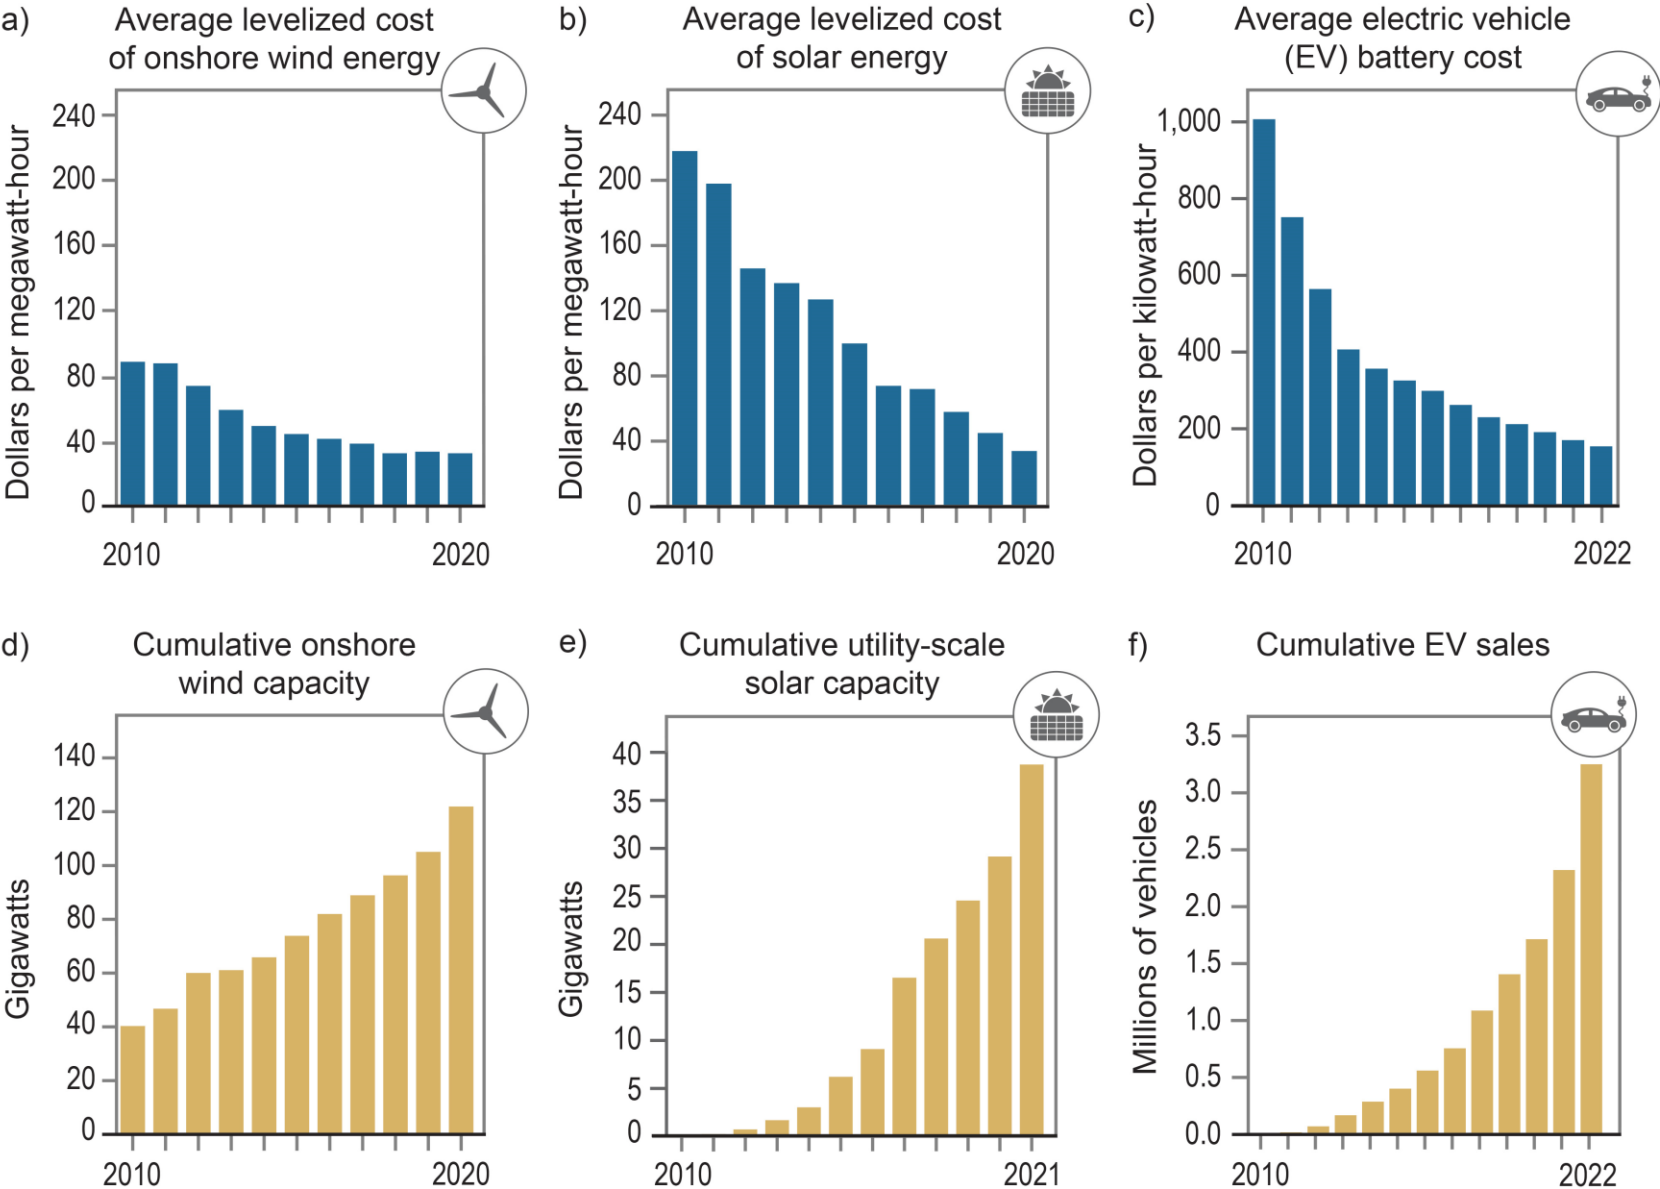 a)
Average levelized cost
of onshore wind energy
Dollars per megawatt-hour
240
200
160
120
80
40
0
2010
2020
b)
Average levelized cost
of solar energy
Dollars per megawatt-hour
240
200
160
120
80
40
0
2010
2020
c)
Average electric vehicle
(EV) battery cost
Dollars per kilowatt-hour
1,000
800
600
400
200
0
2010
2022
d)
Cumulative onshore
wind capacity
Gigawatts
140
120
100
80
60
40
20
0
2010
2020
e)
Cumulative utility-scale
solar capacity
Gigawatts
40
35
30
25
20
15
10
5
0
2010
2021
f)
Cumulative EV sales
Millions of vehicles
3.5
3.0
2.5
2.0
1.5
1.0
0.5
0.0
2010
2022